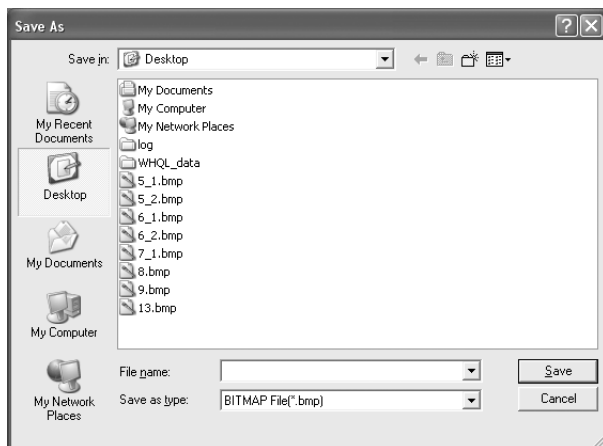 Save As
Save in:
Desktop
My Recent
Documents
Desktop
My Documents
My Computer
My Network
Places
My Documents
My Computer
My Network Places
log
WHQL_data
5_1.bmp
5_2.bmp
6_1.bmp
6_2.bmp
7_1.bmp
8.bmp
9.bmp
13.bmp
File name:
Save
Save as type:
BITMAP File(*.bmp)
Cancel